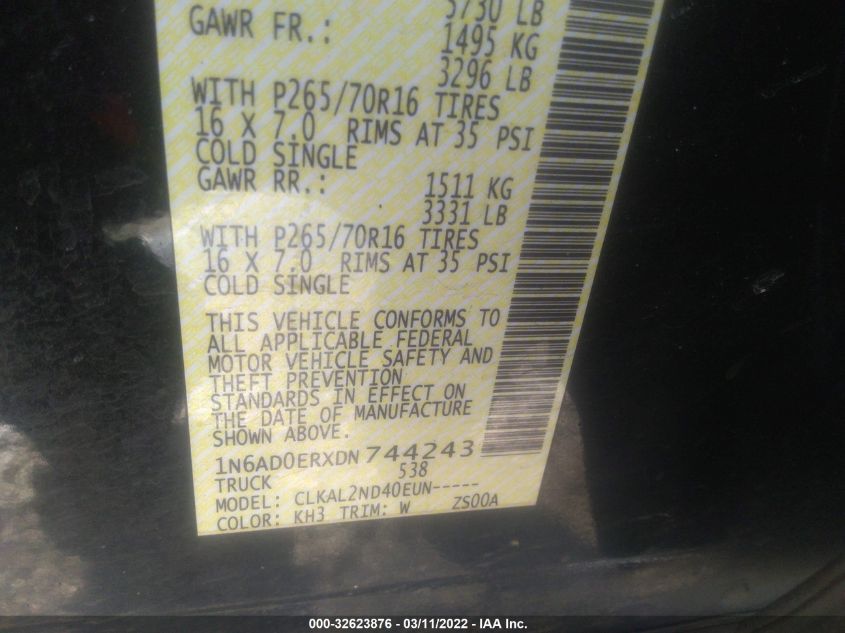 5730 LB
GAWR FR.: 1495 KG
3296 LB
WITH P265/70R16 TIRES
16 X 7.0 RIMS AT 35 PSI
COLD SINGLE
GAWR RR.: 1511 KG
3331 LB
WITH P265/70R16 TIRES
16 X 7.0 RIMS AT 35 PSI
COLD SINGLE
THIS VEHICLE CONFORMS TO
ALL APPLICABLE FEDERAL
MOTOR VEHICLE SAFETY AND
THEFT PREVENTION
STANDARDS IN EFFECT ON
THE DATE OF MANUFACTURE
SHOWN ABOVE.
1N6AD0ERXDN 744243
TRUCK 538
MODEL: CLKAL2ND40EUN-----
COLOR: KH3 TRIM: W ZS00A
000-32623876 - 03/11/2022 - IAA Inc.